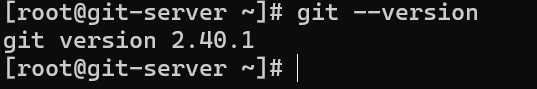 [root@git-server ~]# git --version
git version 2.40.1
[root@git-server ~]#